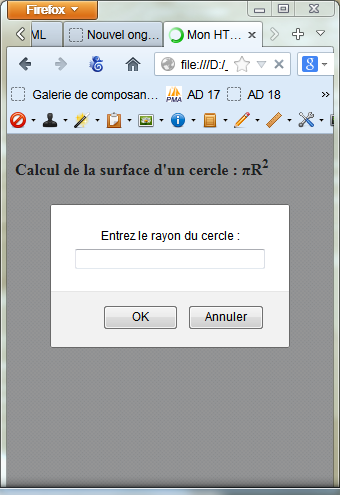 Firefox
ML
Nouvel ong...
Mon HT...
file:///D:/_
g
Galerie de composan...
PMA
AD 17
AD 18
»
Calcul de la surface d'un cercle : πR²
Entrez le rayon du cercle :
OK
Annuler